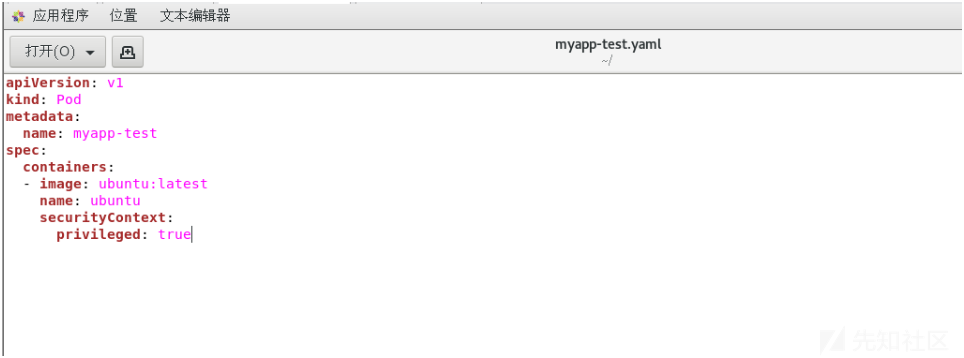 应用程序 位置 文本编辑器
打开(O)
myapp-test.yaml
~/
apiVersion: v1
kind: Pod
metadata:
  name: myapp-test
spec:
  containers:
  - image: ubuntu:latest
    name: ubuntu
    securityContext:
      privileged: true
先知社区